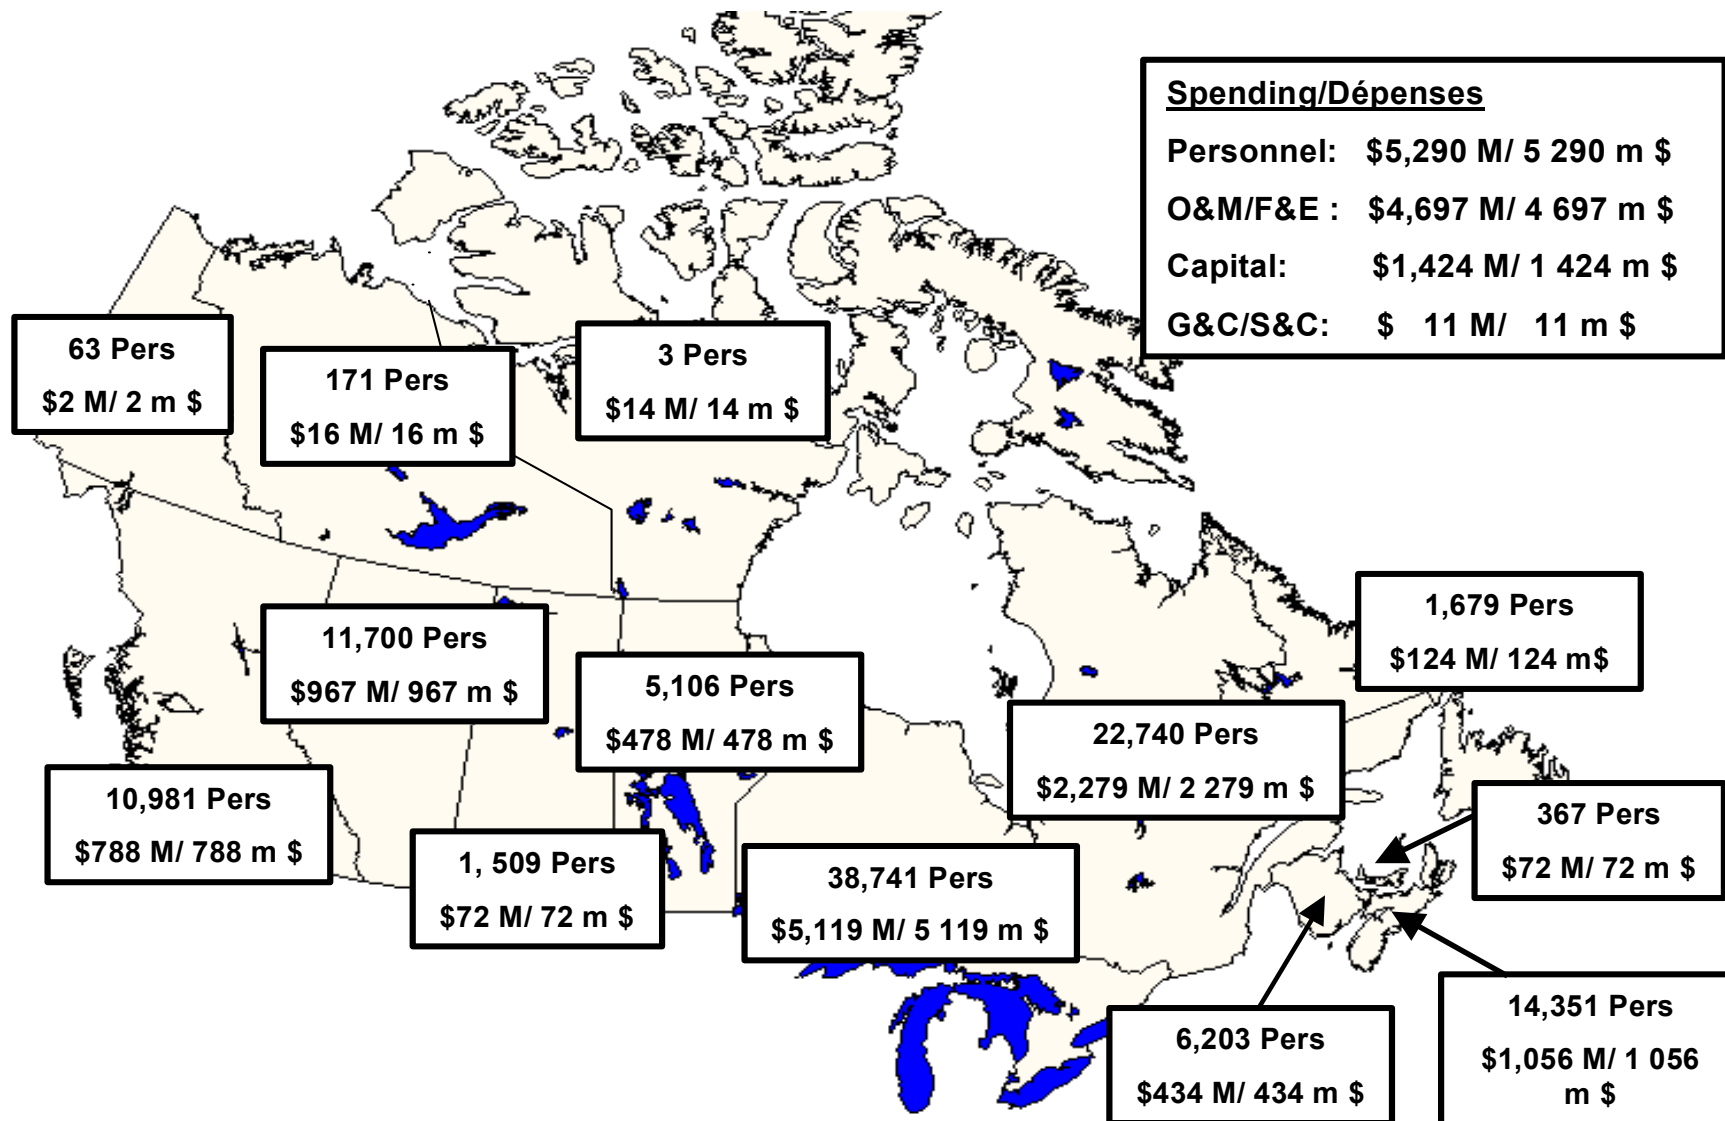 Spending/Dépenses
Personnel: $5,290 M/ 5 290 m $
O&M/F&E : $4,697 M/ 4 697 m $
Capital: $1,424 M/ 1 424 m $
G&C/S&C: $ 11 M/ 11 m $
63 Pers
$2 M/ 2 m $
171 Pers
$16 M/ 16 m $
3 Pers
$14 M/ 14 m $
11,700 Pers
$967 M/ 967 m $
5,106 Pers
$478 M/ 478 m $
1,679 Pers
$124 M/ 124 m$
22,740 Pers
$2,279 M/ 2 279 m $
10,981 Pers
$788 M/ 788 m $
1, 509 Pers
$72 M/ 72 m $
38,741 Pers
$5,119 M/ 5 119 m $
367 Pers
$72 M/ 72 m $
6,203 Pers
$434 M/ 434 m $
14,351 Pers
$1,056 M/ 1 056
m $